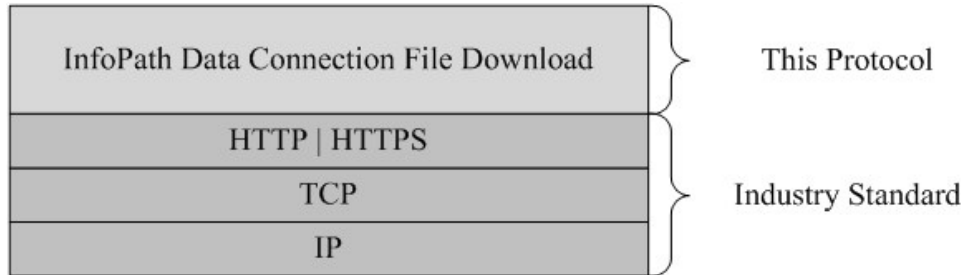 InfoPath Data Connection File Download
This Protocol
HTTP | HTTPS
TCP
Industry Standard
IP